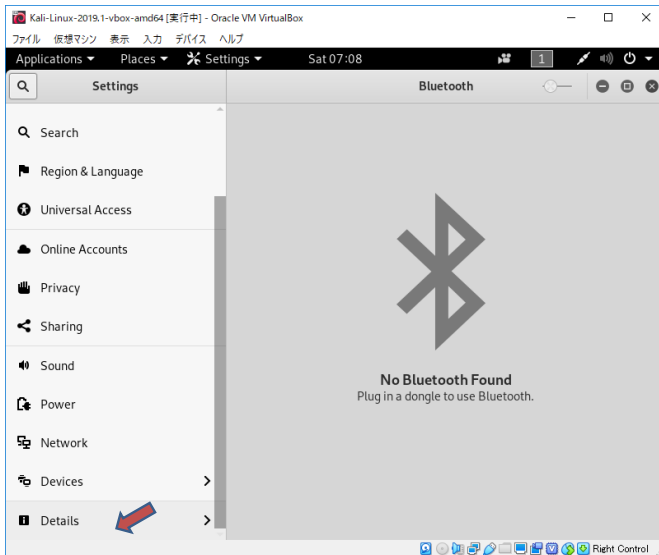 Kali-Linux-2019.1-vbox-amd64 [実行中] - Oracle VM VirtualBox
ファイル 仮想マシン 表示 入力 デバイス ヘルプ
Applications Places Settings Sat 07:08 1
Settings Bluetooth
Search
Region & Language
Universal Access
Online Accounts
Privacy
Sharing
Sound
No Bluetooth Found
Plug in a dongle to use Bluetooth.
Power
Network
Devices
Details
Right Control